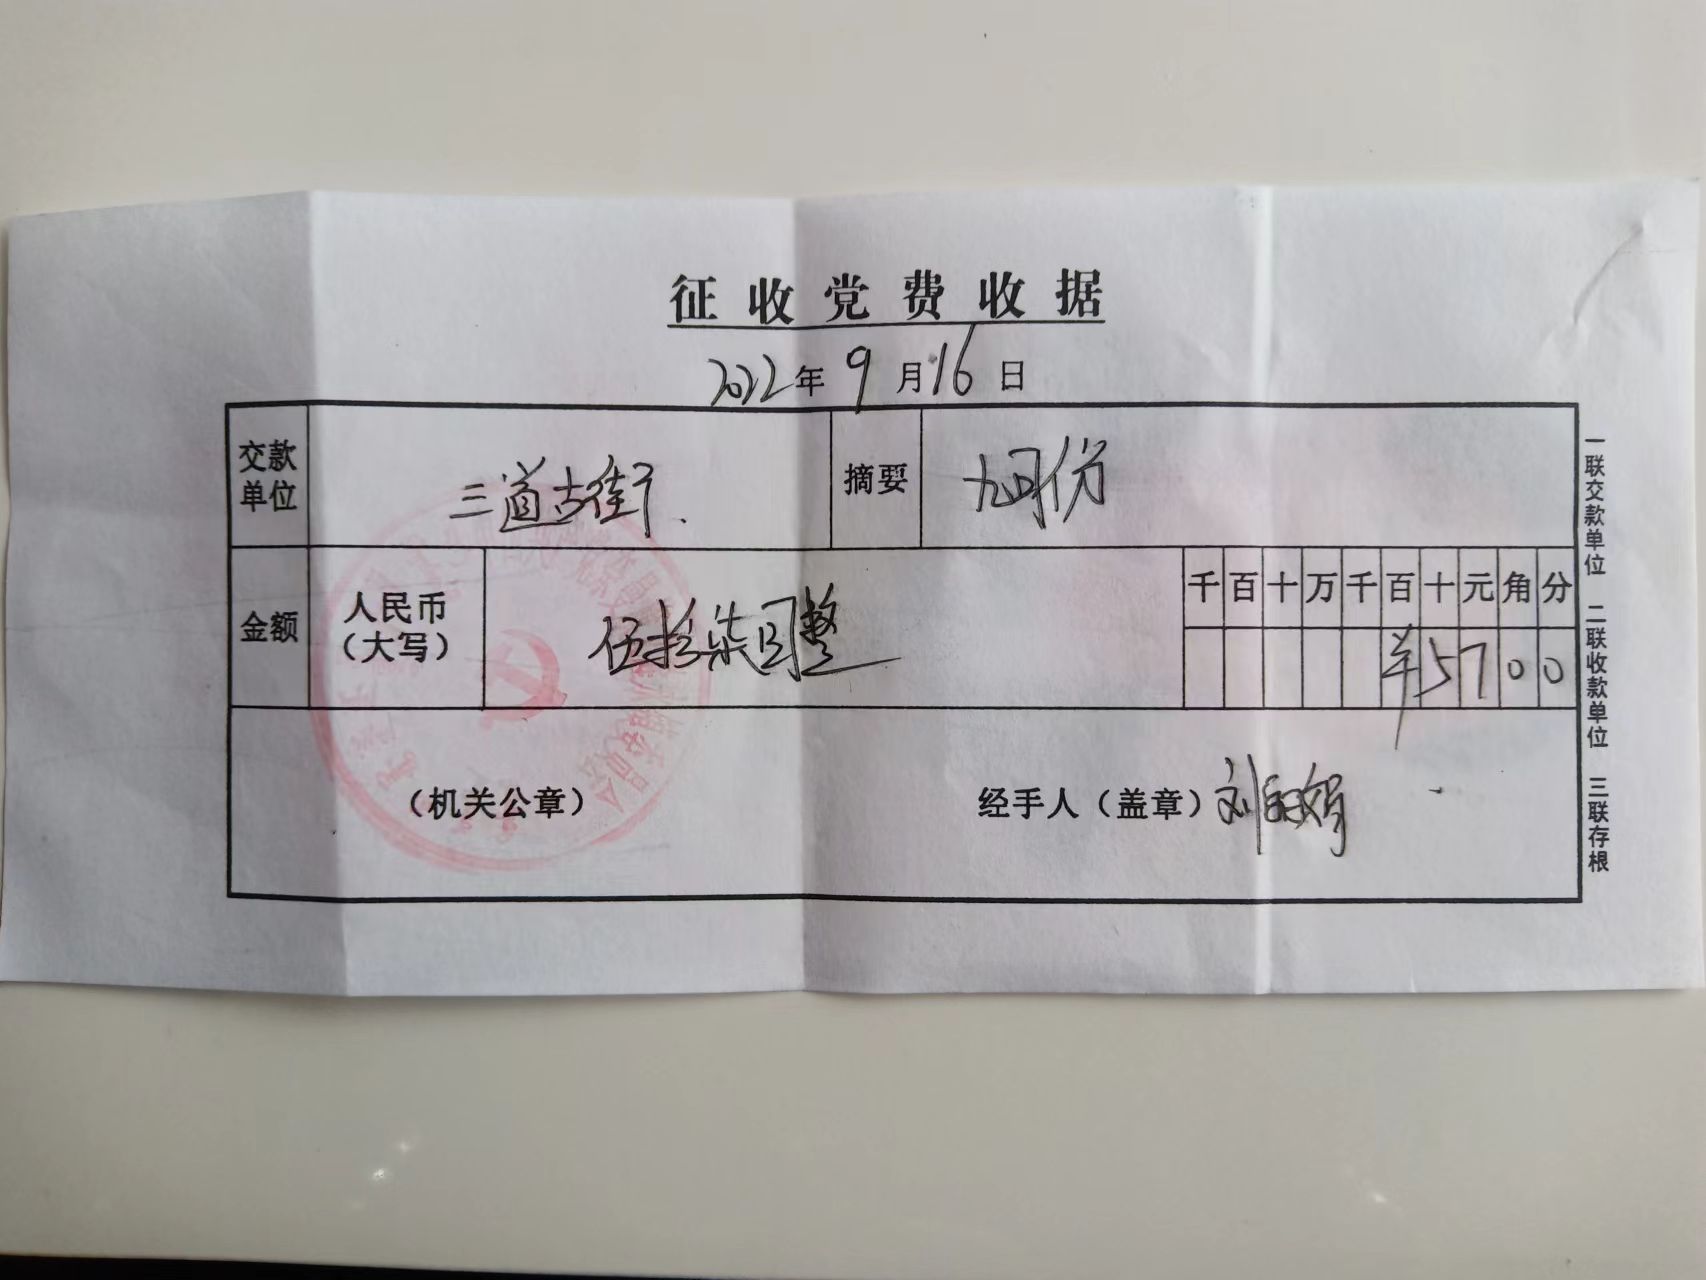 征收党费收据
2022年9月16日
交款单位 三道古街 摘要 九月份
金额 人民币(大写) 伍拾柒圆整 千百十万千百十元角分
¥5700
(机关公章) 经手人(盖章) 刘
一联交款单位 二联收款单位 三联存根